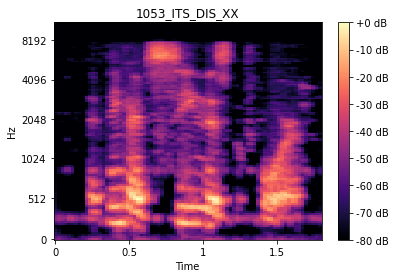 1053_ITS_DIS_XX
8192
4096
2048
1024
512
0
Hz
0
0.5
1
1.5
Time
+0 dB
-10 dB
-20 dB
-30 dB
-40 dB
-50 dB
-60 dB
-70 dB
-80 dB